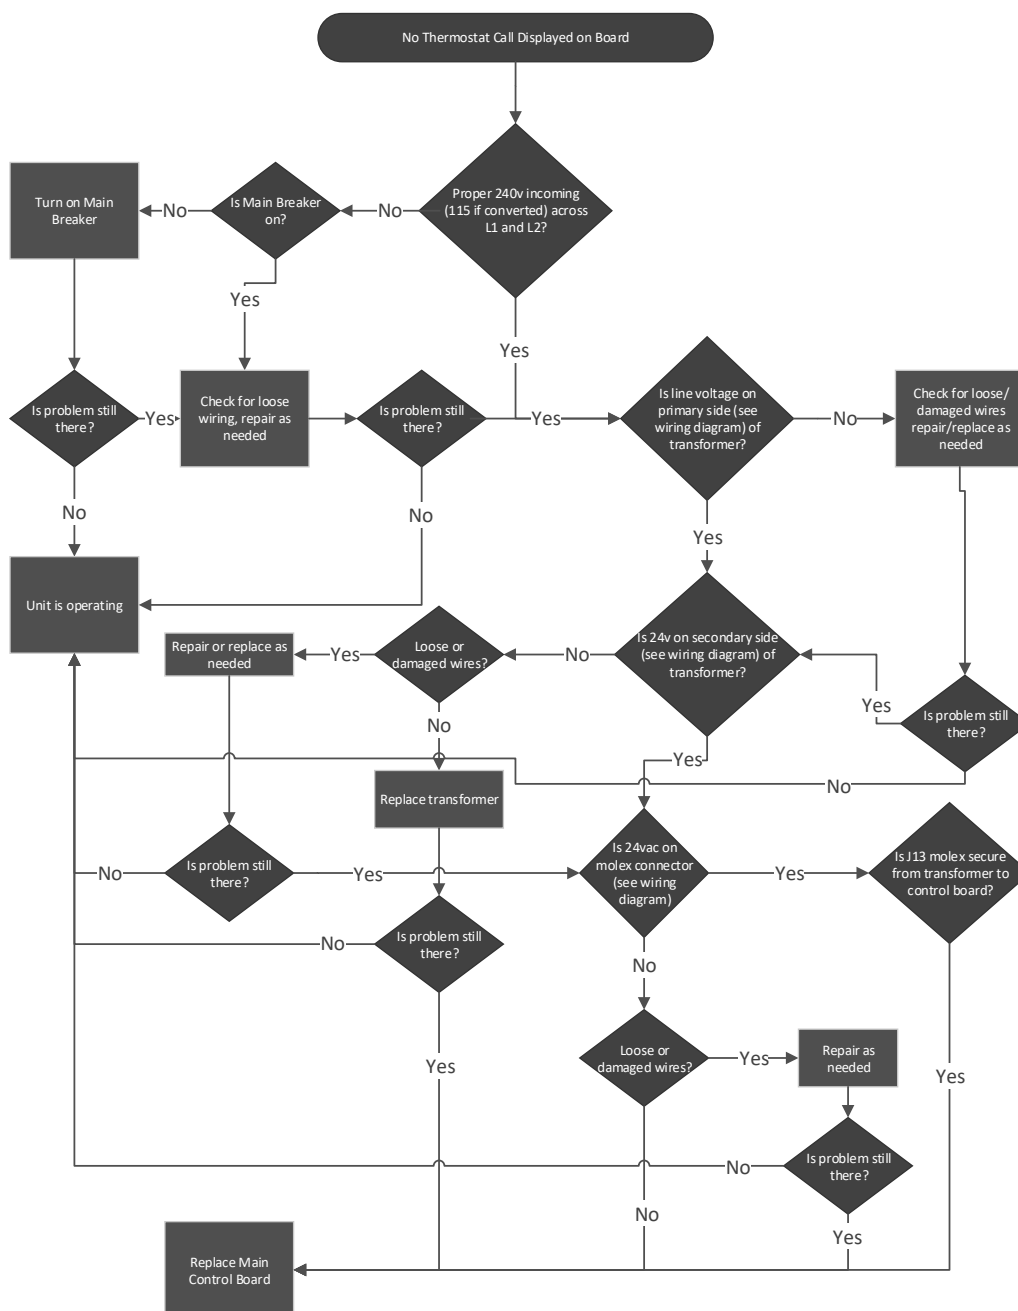 No Thermostat Call Displayed on Board
Proper 240v incoming
(115 if converted) across
L1 and L2?
No
Is Main Breaker
on?
No
Turn on Main
Breaker
Yes
Yes
Is problem still
there?
Yes
Check for loose
wiring, repair as
needed
Is problem still
there?
Yes
Is line voltage on
primary side (see
wiring diagram) of
transformer?
No
Check for loose/
damaged wires
repair/replace as
needed
No
No
Yes
Unit is operating
Repair or replace as
needed
Yes
Loose or
damaged wires?
No
Is 24v on secondary side
(see wiring diagram) of
transformer?
Yes
Is problem still
there?
No
Yes
No
Replace transformer
No
Is problem still
there?
Yes
Is 24vac on
molex connector
(see wiring
diagram)
Yes
Is J13 molex secure
from transformer to
control board?
No
Is problem still
there?
No
Yes
Loose or
damaged wires?
Yes
Repair as
needed
Yes
No
Is problem still
there?
No
Yes
Replace Main
Control Board